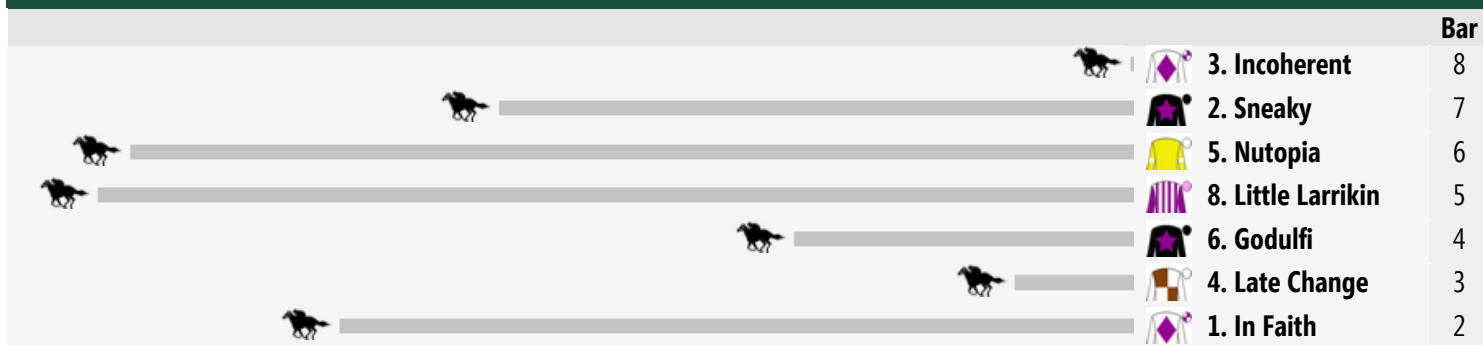 Bar
3. Incoherent 8
2. Sneaky 7
5. Nutopia 6
8. Little Larrikin 5
6. Godulfi 4
4. Late Change 3
1. In Faith 2